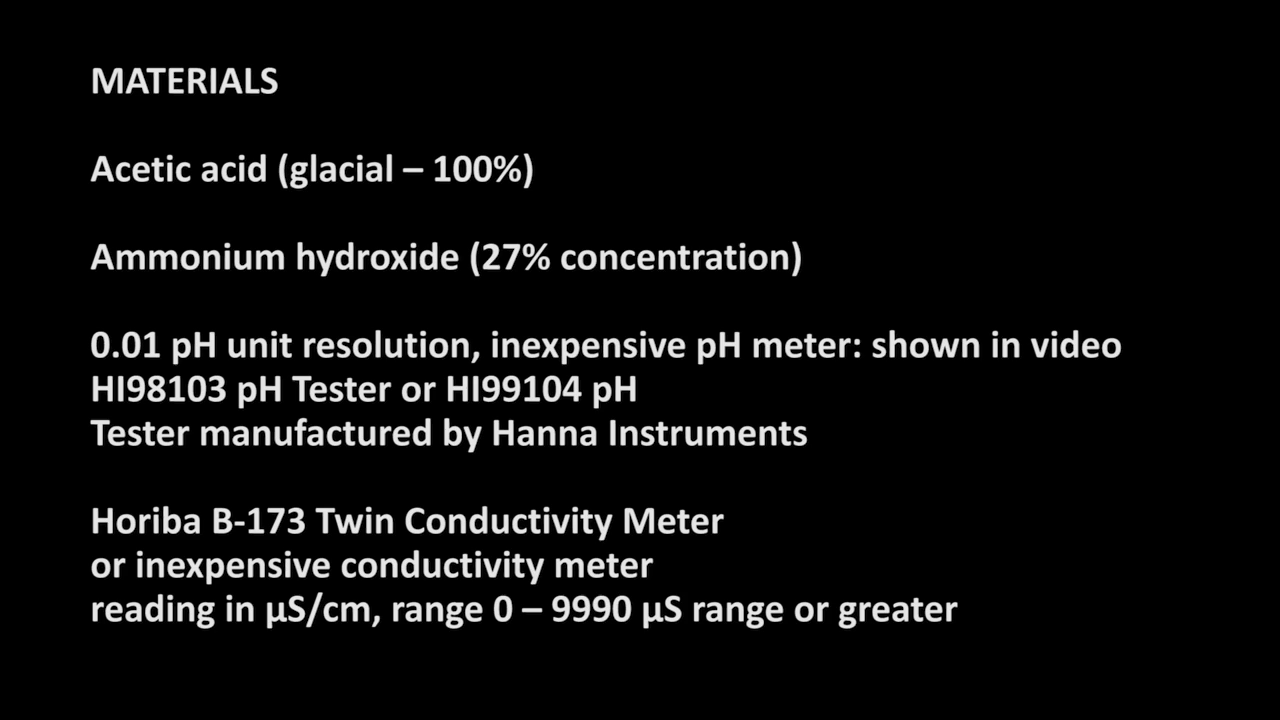 MATERIALS
Acetic acid (glacial – 100%)
Ammonium hydroxide (27% concentration)
0.01 pH unit resolution, inexpensive pH meter: shown in video
HI98103 pH Tester or HI99104 pH
Tester manufactured by Hanna Instruments
Horiba B-173 Twin Conductivity Meter
or inexpensive conductivity meter
reading in µS/cm, range 0 – 9990 µS range or greater